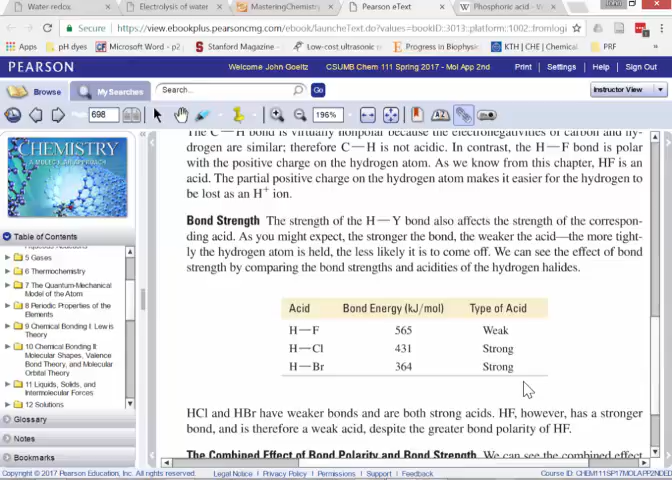 Water redox
Electrolysis of water
MasteringChemistry
Pearson eText
Phosphoric acid - W
Secure https://view.ebookplus.pearsoncmg.com/ebook/launcheText.do?values=bookID::3013::platform::1002::fromlogi
Apps pH dyes Microsoft Word - p2 Stanford Magazine - Low-cost ultrasonic Progress in Biophysi KTH | CHE | Chemical PRF
PEARSON Welcome John Goeltz CSUMB Chem 111 Spring 2017 - Mol App 2nd Print Settings Help Sign Out
Browse My Searches Search... Go Instructor View
698 196% AZ
CHEMISTRY
A MOLECULAR APPROACH
Table of Contents
Aqueous Reactions
5 Gases
6 Thermochemistry
7 The Quantum-Mechanical
Model of the Atom
8 Periodic Properties of the
Elements
9 Chemical Bonding I: Lewis
Theory
10 Chemical Bonding II:
Molecular Shapes, Valence
Bond Theory, and Molecular
Orbital Theory
11 Liquids, Solids, and
Intermolecular Forces
12 Solutions
Glossary
Notes
Bookmarks
The C—H bond is virtually nonpolar because the electronegativities of carbon and hy-
drogen are similar; therefore C—H is not acidic. In contrast, the H—F bond is polar
with the positive charge on the hydrogen atom. As we know from this chapter, HF is an
acid. The partial positive charge on the hydrogen atom makes it easier for the hydrogen to
be lost as an H+ ion.
Bond Strength The strength of the H—Y bond also affects the strength of the correspon-
ding acid. As you might expect, the stronger the bond, the weaker the acid—the more tight-
ly the hydrogen atom is held, the less likely it is to come off. We can see the effect of bond
strength by comparing the bond strengths and acidities of the hydrogen halides.
Acid Bond Energy (kJ/mol) Type of Acid
H—F 565 Weak
H—Cl 431 Strong
H—Br 364 Strong
HCl and HBr have weaker bonds and are both strong acids. HF, however, has a stronger
bond, and is therefore a weak acid, despite the greater bond polarity of HF.
The Combined Effect of Bond Polarity and Bond Strength We can see the combined effect
Copyright © 2017 Pearson Education, Inc. All rights reserved. Legal Notice | Privacy Policy | Permissions | Support | Feedback Course ID: CHEM111SP17MOLAPP2NDED